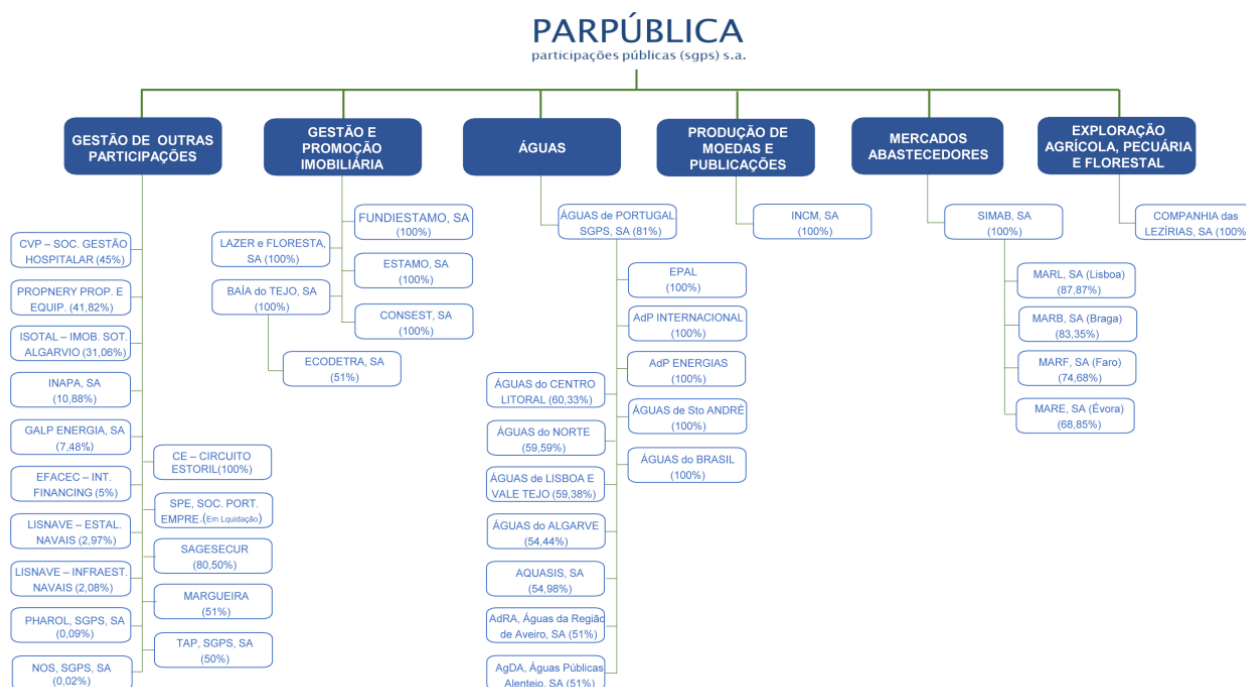 PARPÚBLICA
participações públicas (sgps) s.a.
GESTÃO DE OUTRAS
PARTICIPAÇÕES
CVP – SOC. GESTÃO
HOSPITALAR (45%)
PROPNERY PROP. E
EQUIP. (41,82%)
ISOTAL – IMOB. SOT.
ALGARVIO (31,06%)
INAPA, SA
(10,88%)
GALP ENERGIA, SA
(7,48%)
EFACEC – INT.
FINANCING (5%)
LISNAVE – ESTAL.
NAVAIS (2,97%)
LISNAVE – INFRAEST.
NAVAIS (2,08%)
PHAROL, SGPS, SA
(0,09%)
NOS, SGPS, SA
(0,02%)
CE – CIRCUITO
ESTORIL(100%)
SPE, SOC. PORT.
EMPRE.(Em Lquidação)
SAGESECUR
(80,50%)
MARGUEIRA
(51%)
TAP, SGPS, SA
(50%)
GESTÃO E
PROMOÇÃO
IMOBILIÁRIA
FUNDIESTAMO, SA
(100%)
LAZER e FLORESTA,
SA (100%)
ESTAMO, SA
(100%)
BAÍA do TEJO, SA
(100%)
CONSEST, SA
(100%)
ECODETRA, SA
(51%)
ÁGUAS
ÁGUAS de PORTUGAL
SGPS, SA (81%)
EPAL
(100%)
AdP INTERNACIONAL
(100%)
AdP ENERGIAS
(100%)
ÁGUAS de Sto ANDRÉ
(100%)
ÁGUAS do BRASIL
(100%)
ÁGUAS do CENTRO
LITORAL (60,33%)
ÁGUAS do NORTE
(59,59%)
ÁGUAS de LISBOA E
VALE TEJO (59,38%)
ÁGUAS do ALGARVE
(54,44%)
AQUASIS, SA
(54,98%)
AdRA, Águas da Região
de Aveiro, SA (51%)
AgDA, Águas Públicas
Alentejo, SA (51%)
PRODUÇÃO DE
MOEDAS E
PUBLICAÇÕES
INCM, SA
(100%)
MERCADOS
ABASTECEDORES
SIMAB, SA
(100%)
MARL, SA (Lisboa)
(87,87%)
MARB, SA (Braga)
(83,35%)
MARF, SA (Faro)
(74,68%)
MARE, SA (Évora)
(68,85%)
EXPLORAÇÃO
AGRÍCOLA, PECUÁRIA
E FLORESTAL
COMPANHIA das
LEZÍRIAS, SA (100%